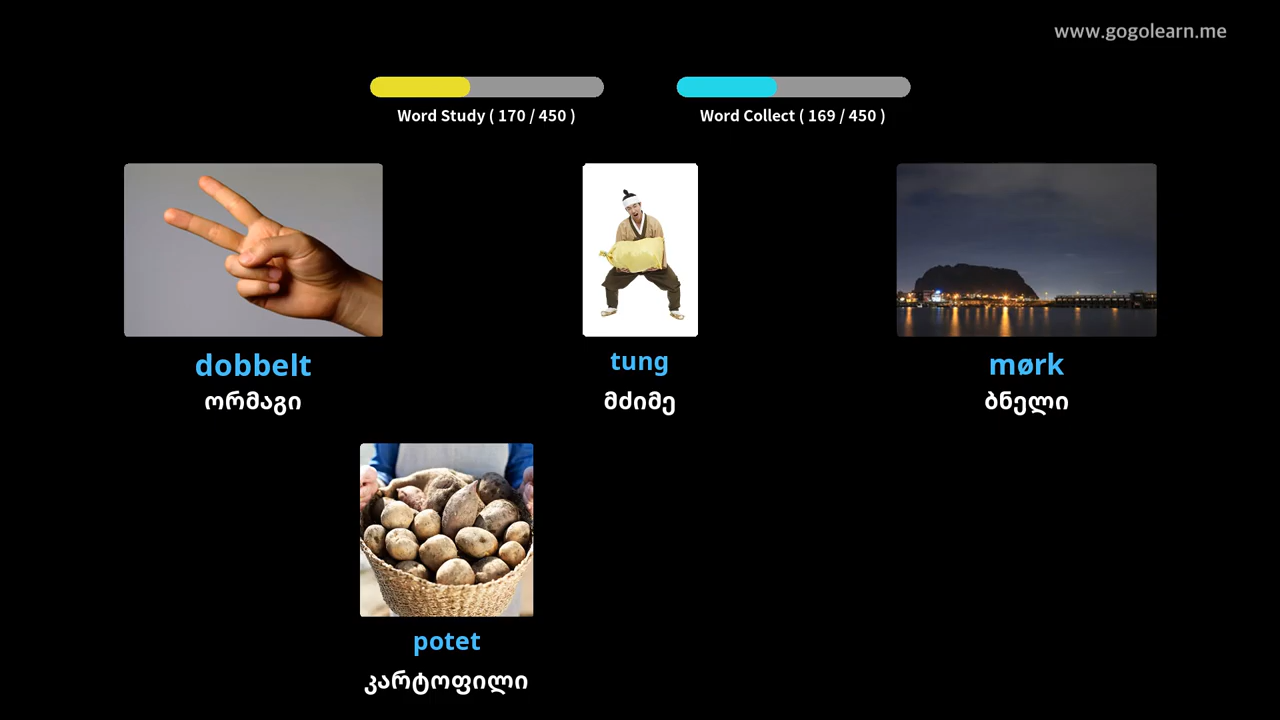 www.gogolearn.me
Word Study ( 170 / 450 )
Word Collect ( 169 / 450 )
dobbelt
ორმაგი
tung
მძიმე
mørk
ბნელი
potet
კარტოფილი